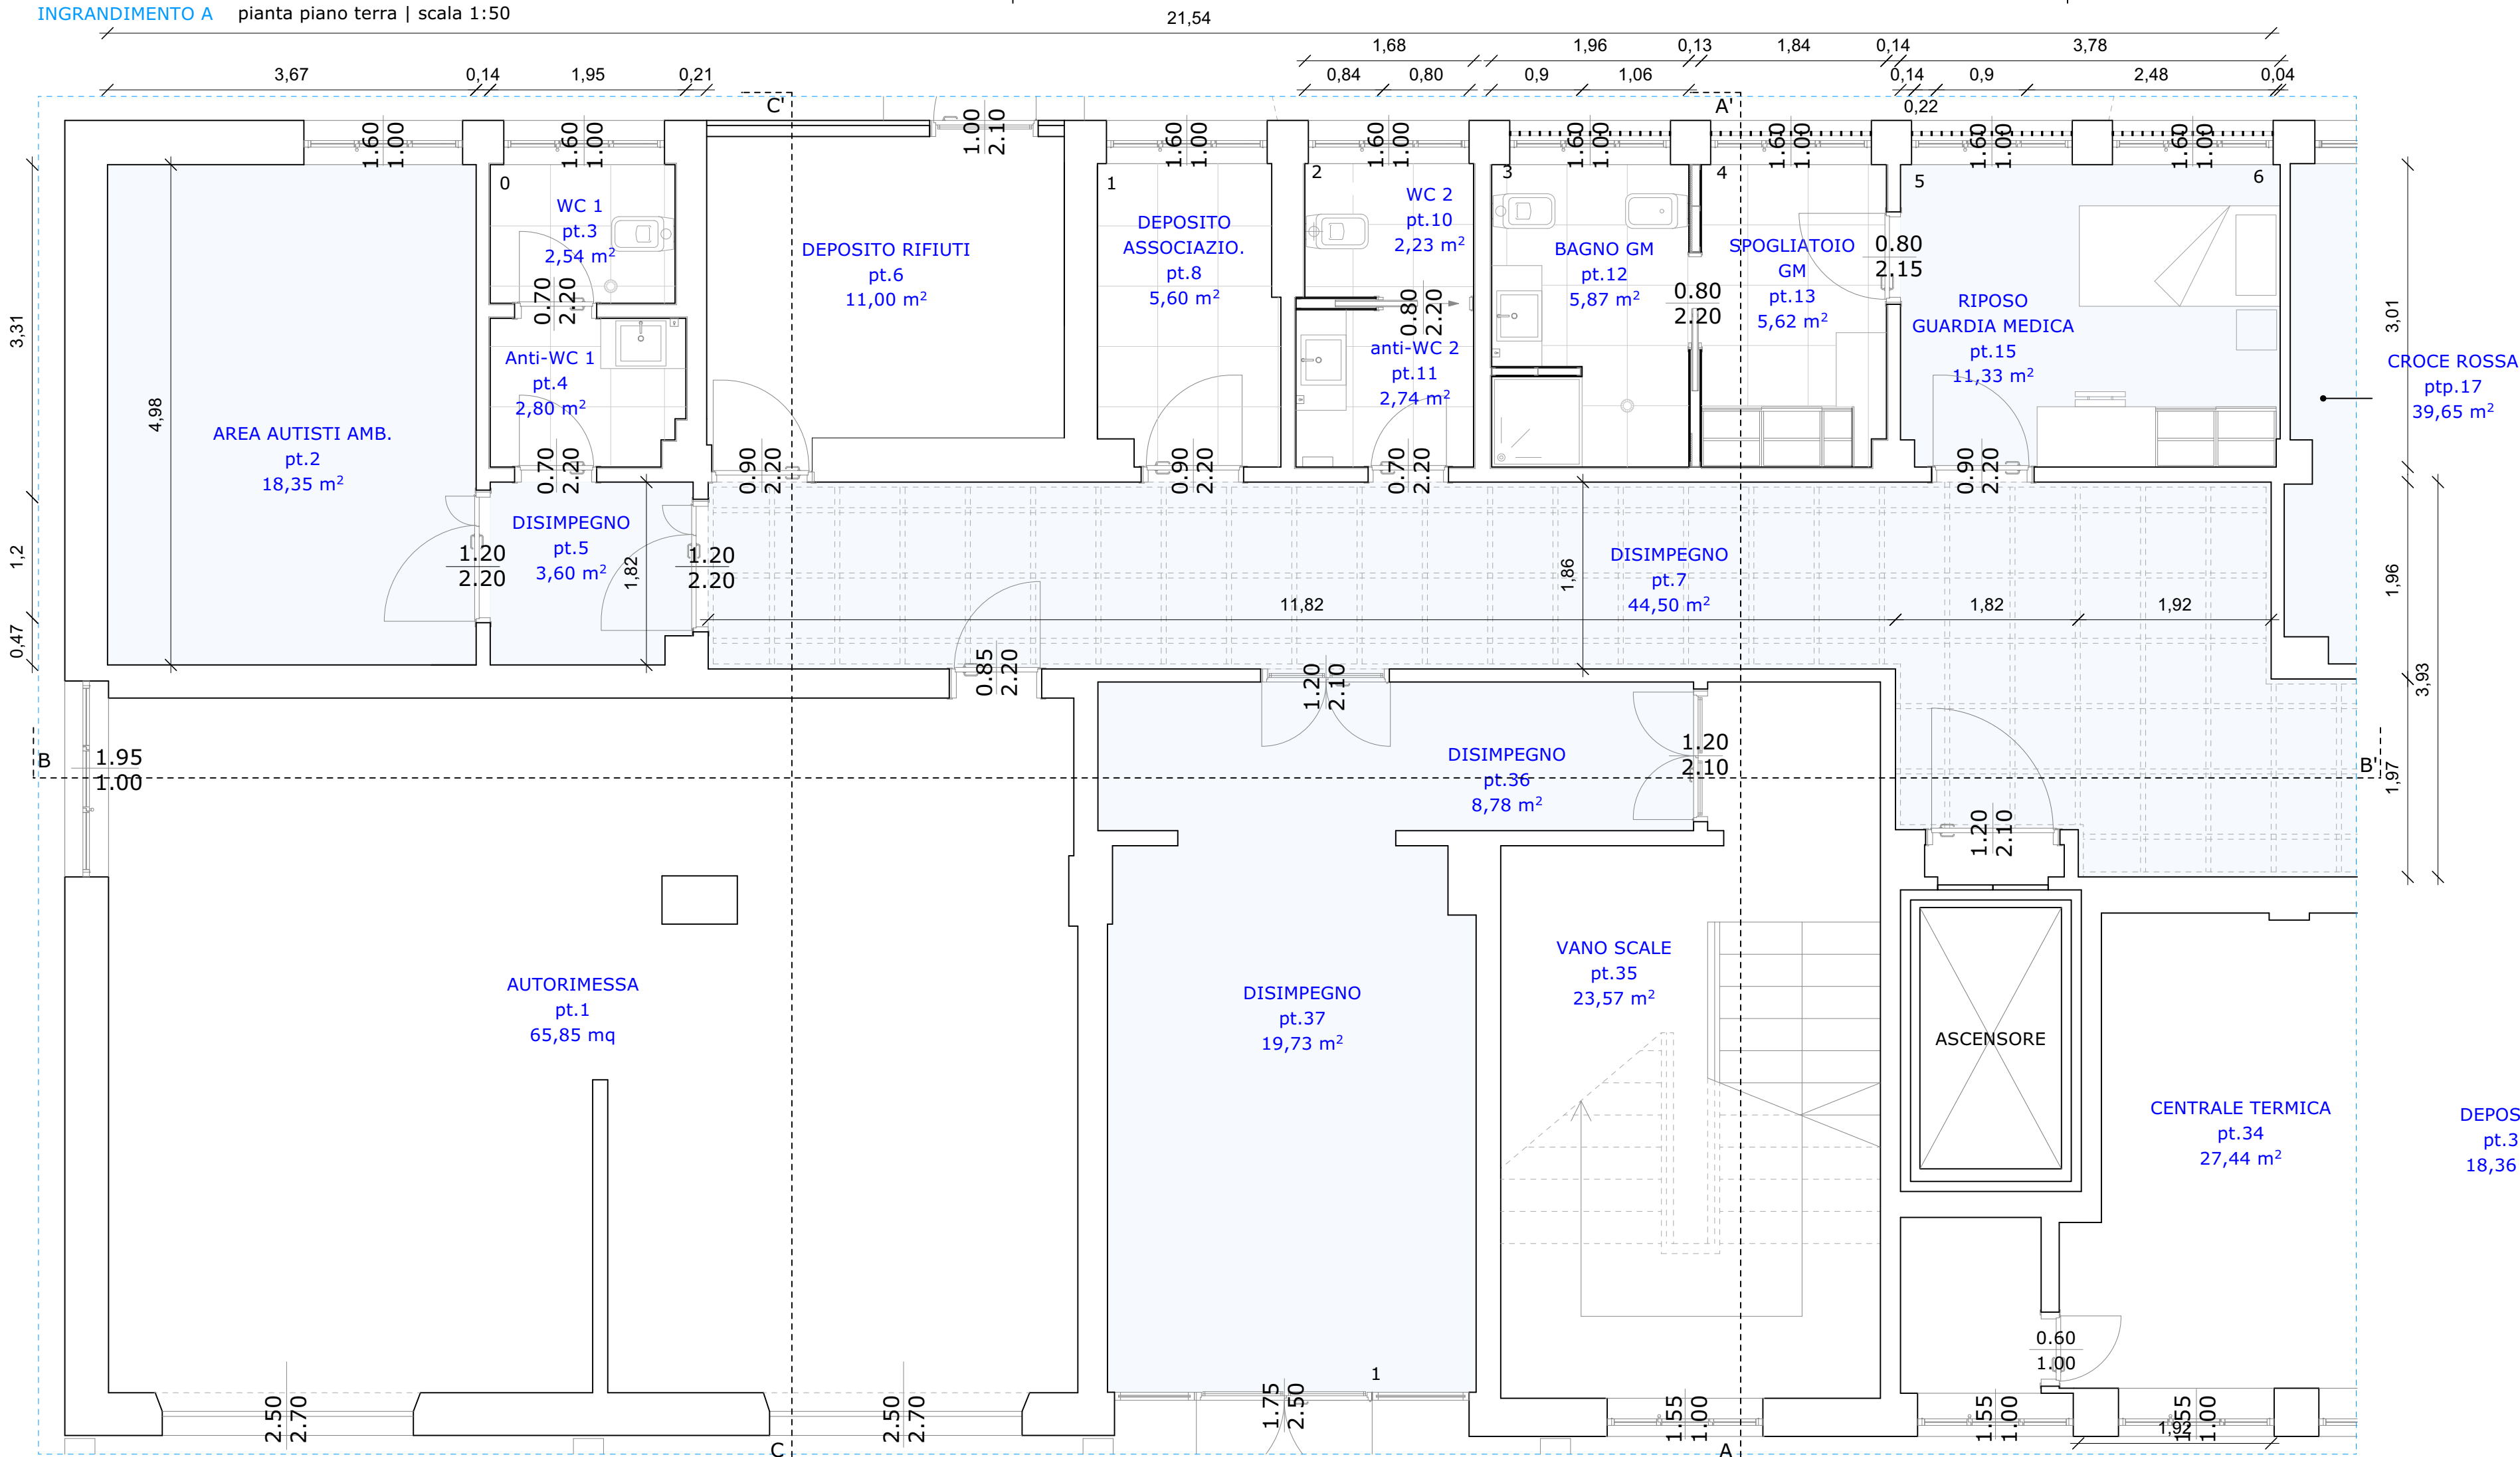 INGRANDIMENTO A pianta piano terra | scala 1:50
21,54
1,68 1,96 0,13 1,84 0,14 3,78
3,67 0,14 1,95 0,21 0,84 0,80 0,9 1,06 0,14 0,9 2,48 0,04
0,22
C'
A'
1.60 1.00
1.60 1.00
1.00 2.10
1.60 1.00
1.60 1.00
1.60 1.00
1.60 1.00
1.60 1.00
1.60 1.00
0
1
2
3
4
5
6
WC 1
pt.3
2,54 m²
0.70 2.20
Anti-WC 1
pt.4
2,80 m²
0.70 2.20
DEPOSITO RIFIUTI
pt.6
11,00 m²
0.90 2.20
DEPOSITO
ASSOCIAZIO.
pt.8
5,60 m²
0.90 2.20
WC 2
pt.10
2,23 m²
0.80 2.20
anti-WC 2
pt.11
2,74 m²
0.70 2.20
BAGNO GM
pt.12
5,87 m²
0.80
2.20
SPOGLIATOIO
GM
pt.13
5,62 m²
0.80
2.15
RIPOSO
GUARDIA MEDICA
pt.15
11,33 m²
0.90 2.20
CROCE ROSSA
ptp.17
39,65 m²
3,31
1,2
0,47
4,98
3,01
1,96
1,97
3,93
AREA AUTISTI AMB.
pt.2
18,35 m²
1.20
2.20
DISIMPEGNO
pt.5
3,60 m²
1,82
1.20
2.20
DISIMPEGNO
pt.7
44,50 m²
1,86
11,82 1,82 1,92
0.85 2.20
1.20 2.10
B
B'
1.95
1.00
DISIMPEGNO
pt.36
8,78 m²
1.20
2.10
1.20 2.10
AUTORIMESSA
pt.1
65,85 mq
DISIMPEGNO
pt.37
19,73 m²
VANO SCALE
pt.35
23,57 m²
ASCENSORE
CENTRALE TERMICA
pt.34
27,44 m²
DEPOS
pt.3
18,36
0.60
1.00
1
2.50 2.70
2.50 2.70
1.75 2.50
1.55 1.00
1.55 1.00
1.55 1.00
1,92
C
A